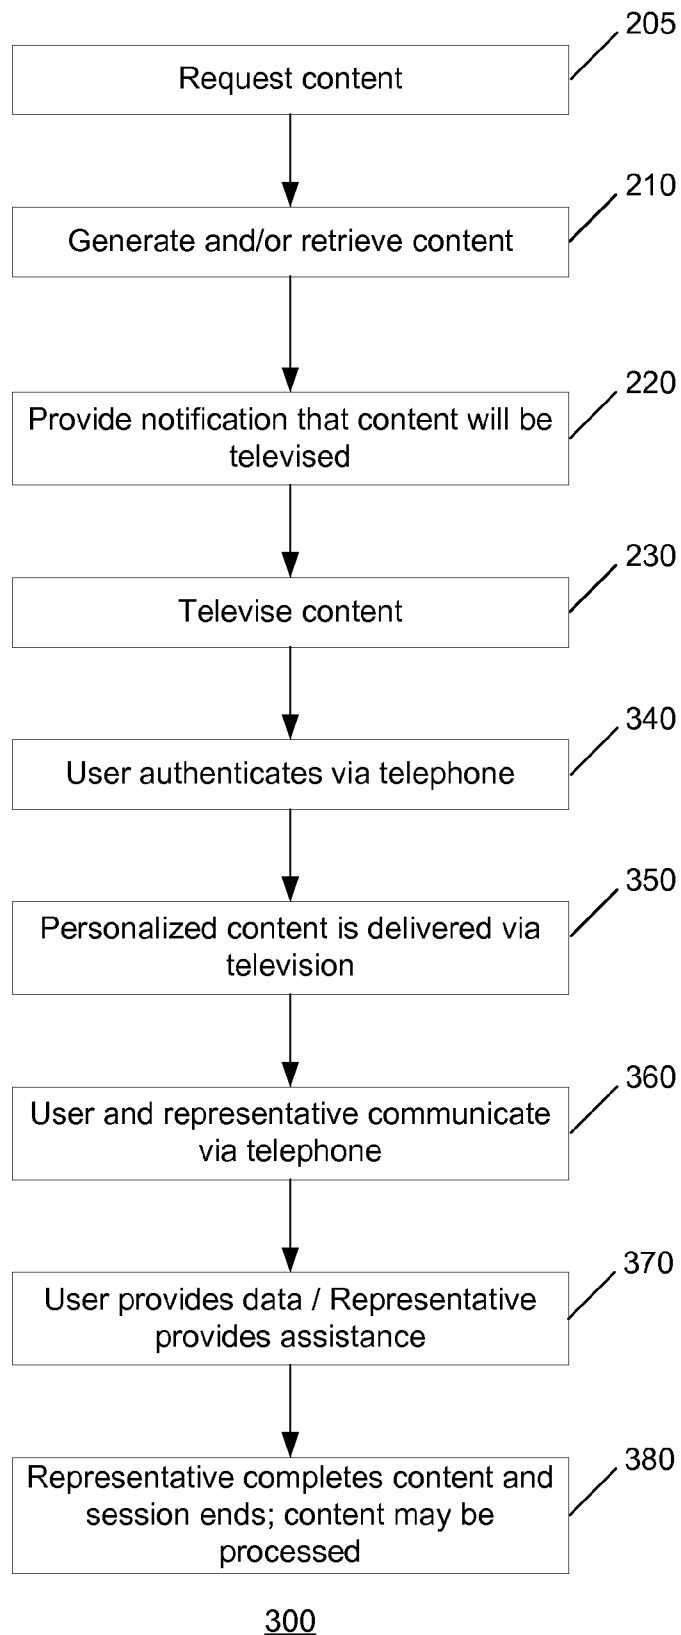 205
Request content
210
Generate and/or retrieve content
220
Provide notification that content will be
televised
230
Televise content
340
User authenticates via telephone
350
Personalized content is delivered via
television
360
User and representative communicate
via telephone
370
User provides data / Representative
provides assistance
380
Representative completes content and
session ends; content may be
processed
300